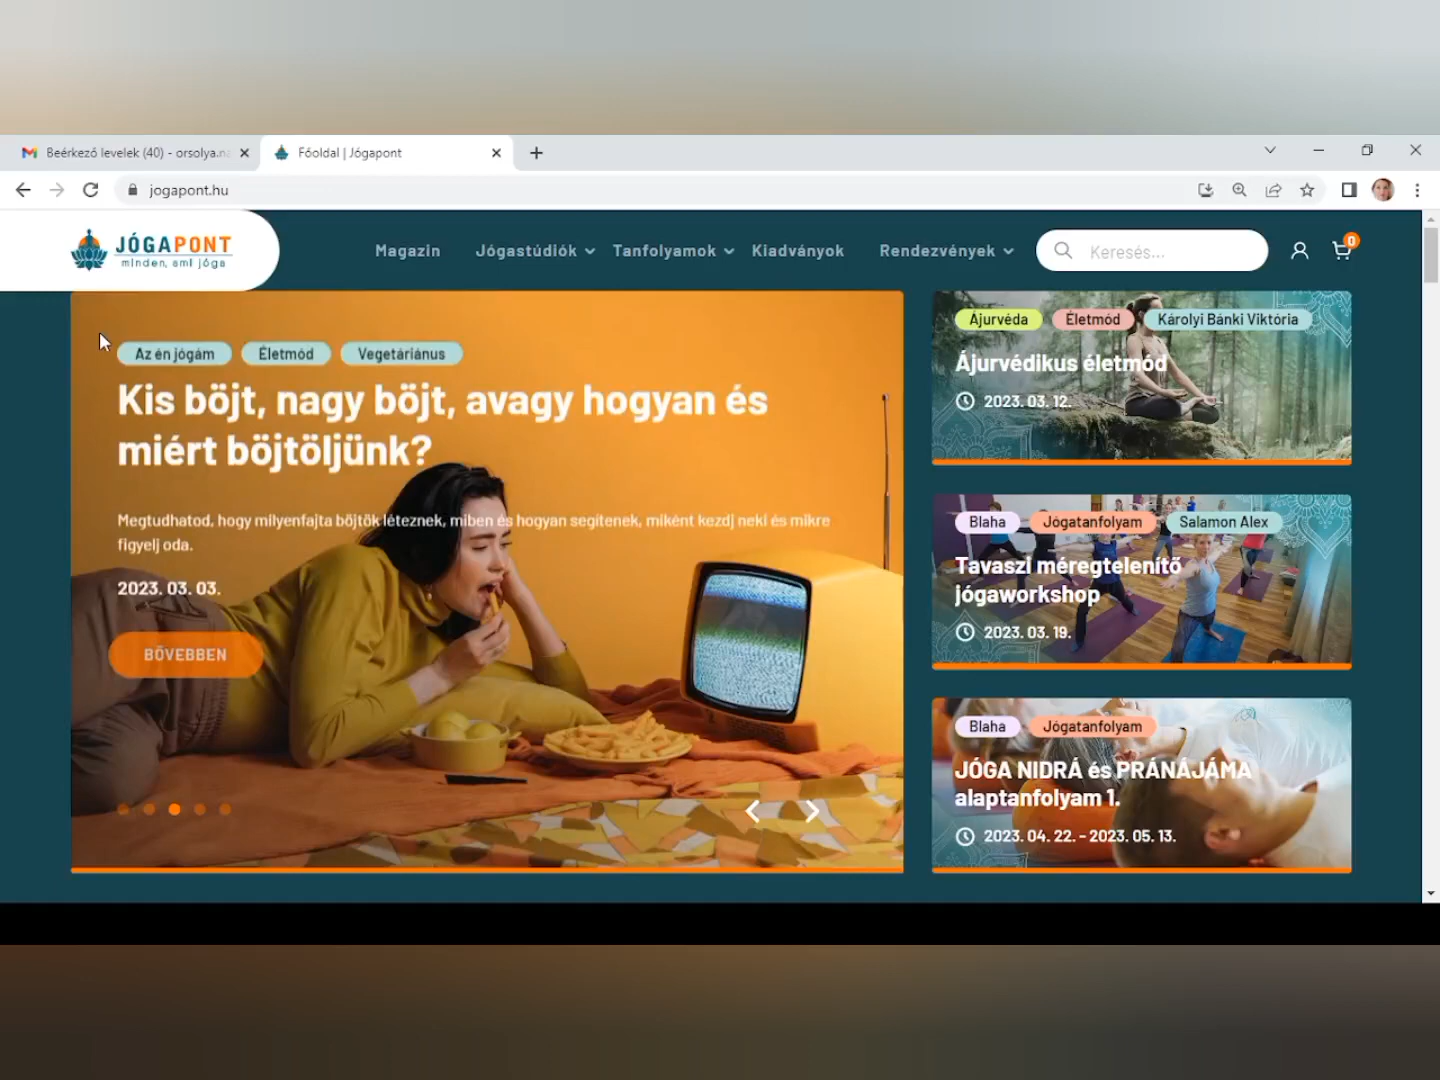 Beérkező levelek (40) - orsolya.
Főoldal | Jógapont
jogapont.hu
JÓGAPONT
minden, ami jóga
Magazin
Jógastúdiók
Tanfolyamok
Kiadványok
Rendezvények
Keresés...
0
Az én jógám
Életmód
Vegetáriánus
Kis böjt, nagy böjt, avagy hogyan és
miért böjtöljünk?
Megtudhatod, hogy milyenfajta böjtök léteznek, miben és hogyan segítenek, miként kezdj neki és mikre
figyelj oda.
2023. 03. 03.
BŐVEBBEN
Ájurvéda
Életmód
Károlyi Bánki Viktória
Ájurvédikus életmód
2023. 03. 12.
Blaha
Jógatanfolyam
Salamon Alex
Tavaszi méregtelenítő
jógaworkshop
2023. 03. 19.
Blaha
Jógatanfolyam
JÓGA NIDRÁ és PRÁNÁJÁMA
alaptanfolyam 1.
2023. 04. 22. - 2023. 05. 13.